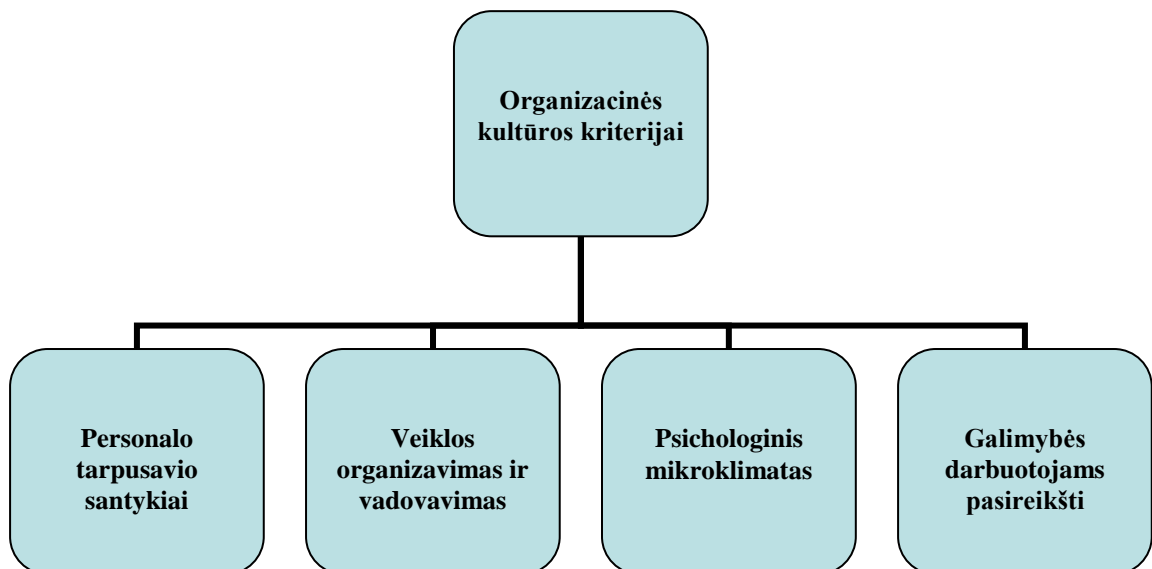 Organizacinės
kultūros kriterijai
Personalo
tarpusavio
santykiai
Veiklos
organizavimas ir
vadovavimas
Psichologinis
mikroklimatas
Galimybės
darbuotojams
pasireikšti